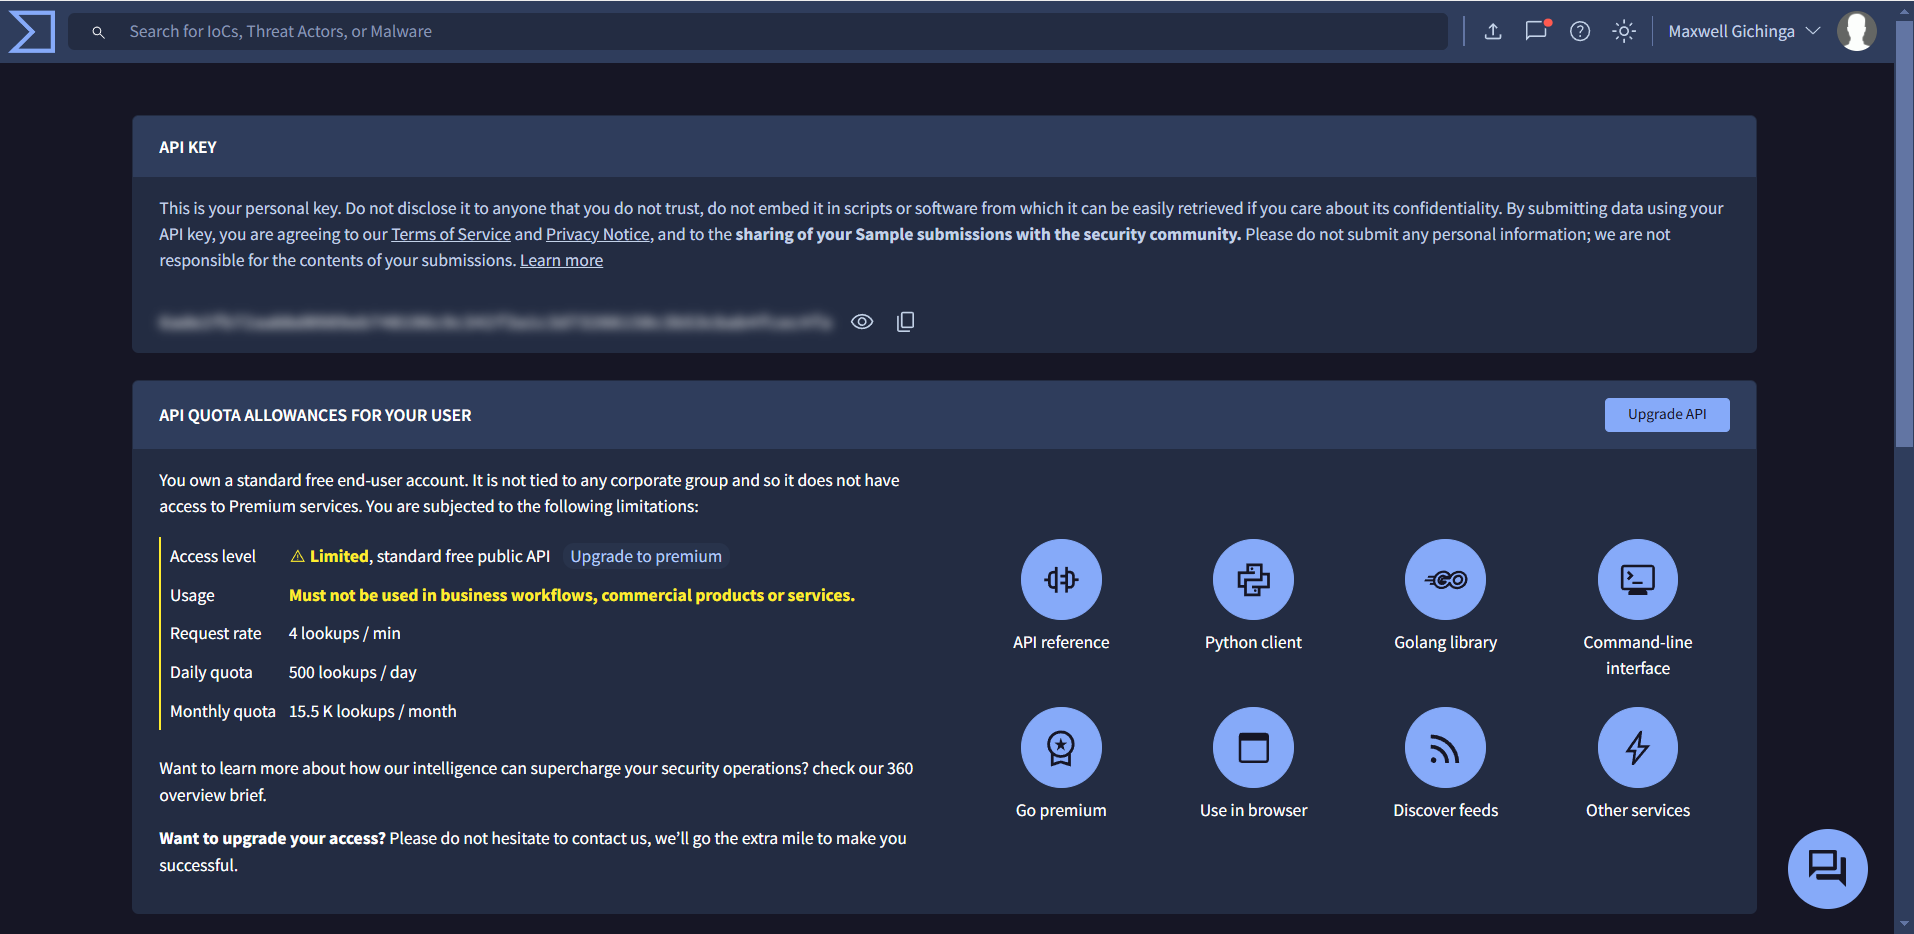 Search for IoCs, Threat Actors, or Malware
Maxwell Gichinga
API KEY
This is your personal key. Do not disclose it to anyone that you do not trust, do not embed it in scripts or software from which it can be easily retrieved if you care about its confidentiality. By submitting data using your
API key, you are agreeing to our Terms of Service and Privacy Notice, and to the sharing of your Sample submissions with the security community. Please do not submit any personal information; we are not
responsible for the contents of your submissions. Learn more
API QUOTA ALLOWANCES FOR YOUR USER
Upgrade API
You own a standard free end-user account. It is not tied to any corporate group and so it does not have
access to Premium services. You are subjected to the following limitations:
Access level Limited, standard free public API Upgrade to premium
Usage Must not be used in business workflows, commercial products or services.
Request rate 4 lookups / min
Daily quota 500 lookups / day
Monthly quota 15.5 K lookups / month
Want to learn more about how our intelligence can supercharge your security operations? check our 360
overview brief.
Want to upgrade your access? Please do not hesitate to contact us, we’ll go the extra mile to make you
successful.
API reference
Python client
GO
Golang library
Command-line
interface
Go premium
Use in browser
Discover feeds
Other services